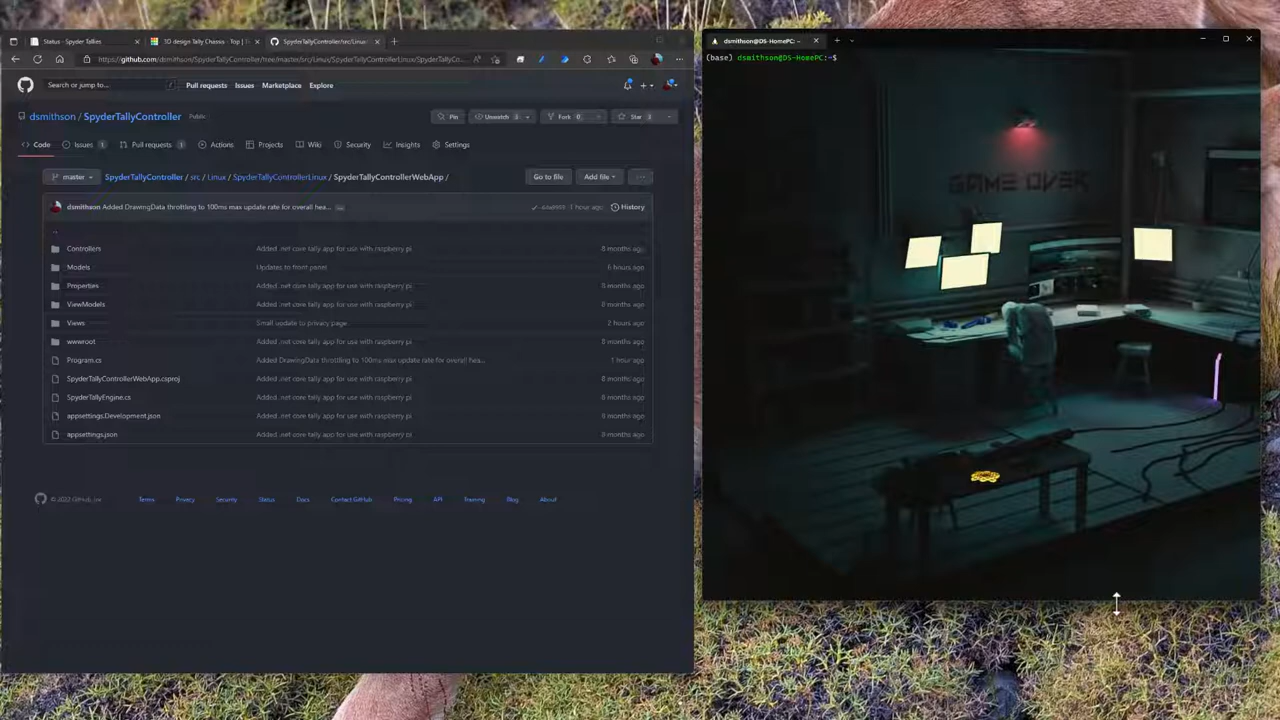 Status - Spyder Tallies
3D design Tally Chassis - Top |
SpyderTallyController/src/Linux
https://github.com/dsmithson/SpyderTallyController/tree/master/src/Linux/SpyderTallyControllerLinux/SpyderTallyCo...
Search or jump to...
/
Pull requests
Issues
Marketplace
Explore
dsmithson / SpyderTallyController
Public
Pin
Unwatch 3
Fork 0
Star 3
Code
Issues 1
Pull requests 1
Actions
Projects
Wiki
Security
Insights
Settings
master
SpyderTallyController / src / Linux / SpyderTallyControllerLinux / SpyderTallyControllerWebApp /
Go to file
Add file
...
dsmithson Added DrawingData throttling to 100ms max update rate for overall hea... ...
1 hour ago
History
..
Controllers Added .net core tally app for use with raspberry pi 8 months ago
Models Updates to front panel 6 hours ago
Properties Added .net core tally app for use with raspberry pi 8 months ago
ViewModels Added .net core tally app for use with raspberry pi 8 months ago
Views Small update to privacy page 2 hours ago
wwwroot Added .net core tally app for use with raspberry pi 8 months ago
Program.cs Added DrawingData throttling to 100ms max update rate for overall hea... 1 hour ago
SpyderTallyControllerWebApp.csproj Added .net core tally app for use with raspberry pi 8 months ago
SpyderTallyEngine.cs Added .net core tally app for use with raspberry pi 8 months ago
appsettings.Development.json Added .net core tally app for use with raspberry pi 8 months ago
appsettings.json Added .net core tally app for use with raspberry pi 8 months ago
© 2022 GitHub, Inc.
Terms
Privacy
Security
Status
Docs
Contact GitHub
Pricing
API
Training
Blog
About
dsmithson@DS-HomePC: ~
(base) dsmithson@DS-HomePC:~$
GAME OVER